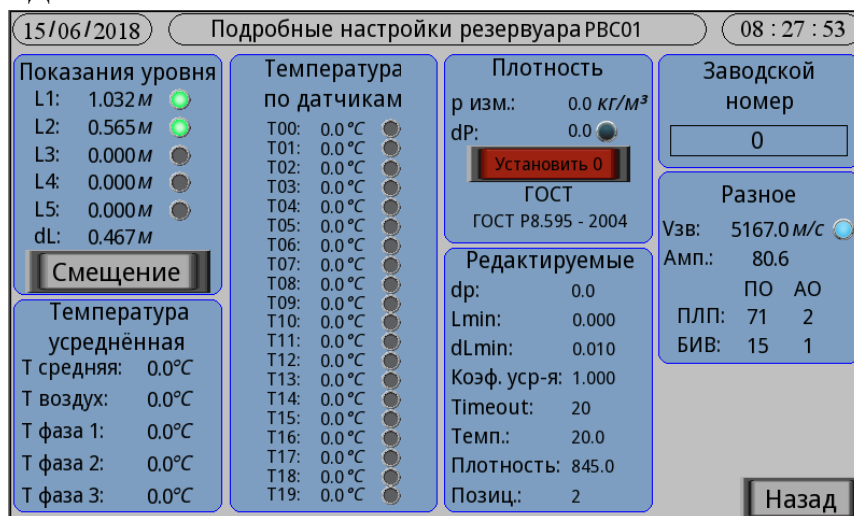 15/06/2018
Подробные настройки резервуара РВС01
08 : 27 : 53
Показания уровня
L1: 1.032 м
L2: 0.565 м
L3: 0.000 м
L4: 0.000 м
L5: 0.000 м
dL: 0.467 м
Смещение
Температура
усреднённая
T средняя: 0.0°C
T воздух: 0.0°C
T фаза 1: 0.0°C
T фаза 2: 0.0°C
T фаза 3: 0.0°C
Температура
по датчикам
T00: 0.0 °C
T01: 0.0 °C
T02: 0.0 °C
T03: 0.0 °C
T04: 0.0 °C
T05: 0.0 °C
T06: 0.0 °C
T07: 0.0 °C
T08: 0.0 °C
T09: 0.0 °C
T10: 0.0 °C
T11: 0.0 °C
T12: 0.0 °C
T13: 0.0 °C
T14: 0.0 °C
T15: 0.0 °C
T16: 0.0 °C
T17: 0.0 °C
T18: 0.0 °C
T19: 0.0 °C
Плотность
p изм.: 0.0 кг/м³
dP: 0.0
Установить 0
ГОСТ
ГОСТ Р8.595 - 2004
Редактируемые
dp: 0.0
Lmin: 0.000
dLmin: 0.010
Коэф. уср-я: 1.000
Timeout: 20
Темп.: 20.0
Плотность: 845.0
Позиц.: 2
Заводской
номер
0
Разное
Vзв: 5167.0 м/с
Амп.: 80.6
ПО АО
ПЛП: 71 2
БИВ: 15 1
Назад